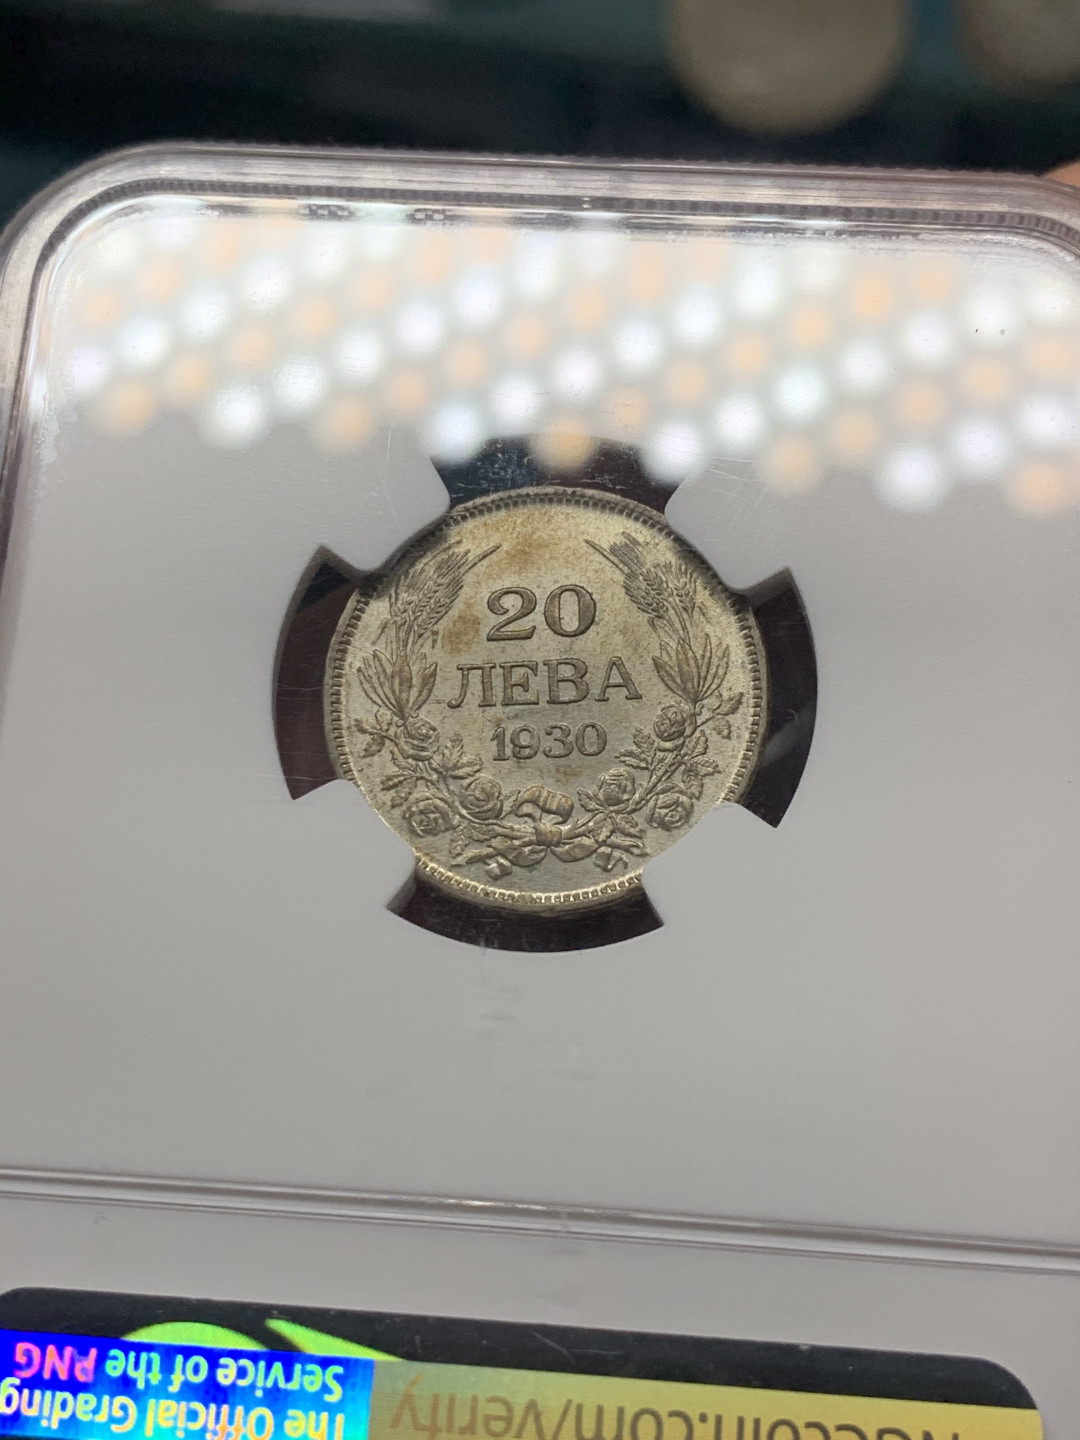 20
ЛЕВА
1930
NGCcoin.com/verify
The Official Grading
Service of the PNG